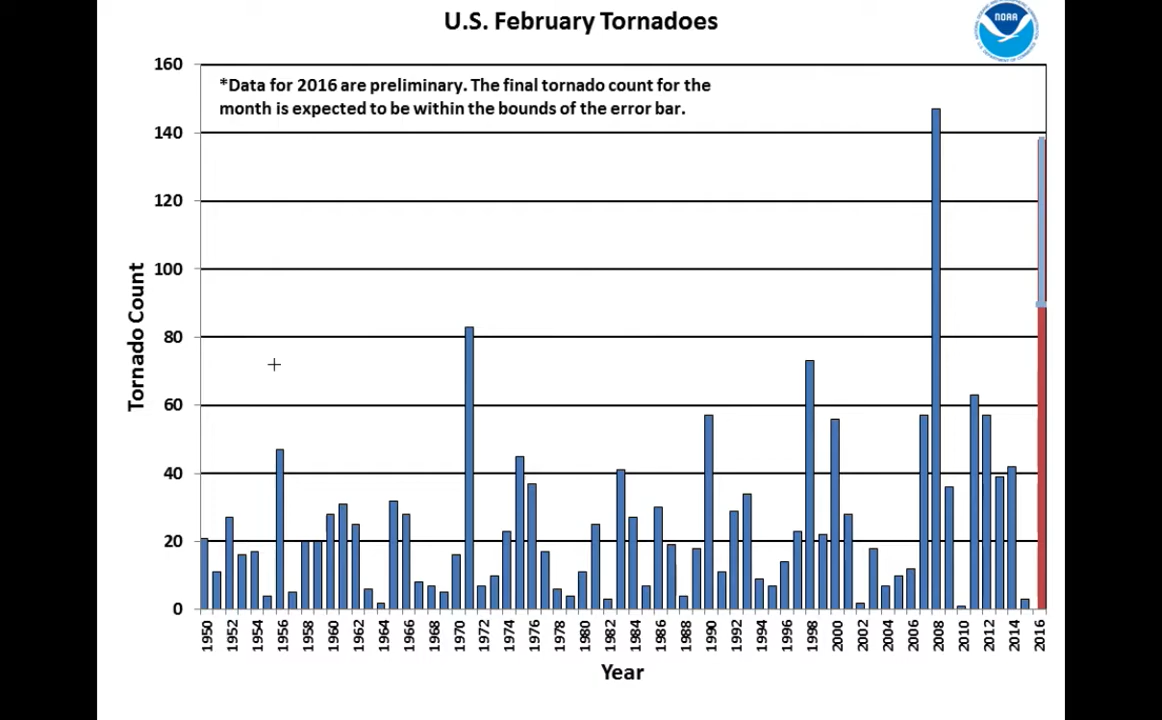 U.S. February Tornadoes
NOAA
*Data for 2016 are preliminary. The final tornado count for the
month is expected to be within the bounds of the error bar.
160
140
120
100
80
60
40
20
0
Tornado Count
1950 1952 1954 1956 1958 1960 1962 1964 1966 1968 1970 1972 1974 1976 1978 1980 1982 1984 1986 1988 1990 1992 1994 1996 1998 2000 2002 2004 2006 2008 2010 2012 2014 2016
Year